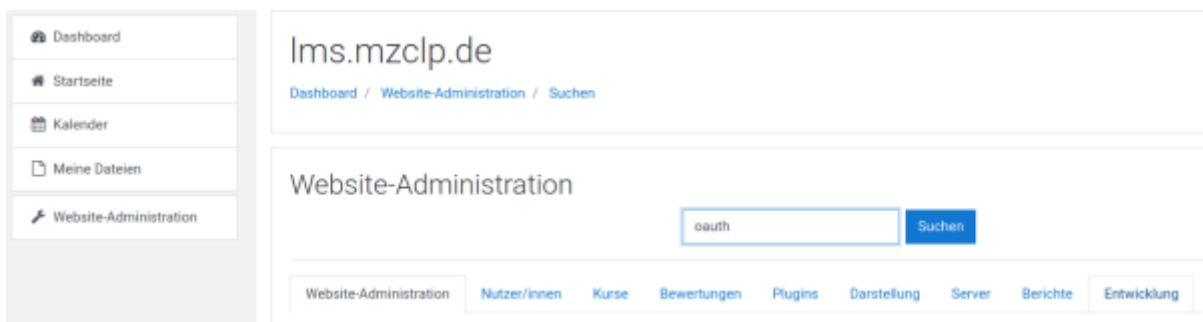 Dashboard
Startseite
Kalender
Meine Dateien
Website-Administration
lms.mzclp.de
Dashboard / Website-Administration / Suchen
Website-Administration
oauth Suchen
Website-Administration Nutzer/innen Kurse Bewertungen Plugins Darstellung Server Berichte Entwicklung